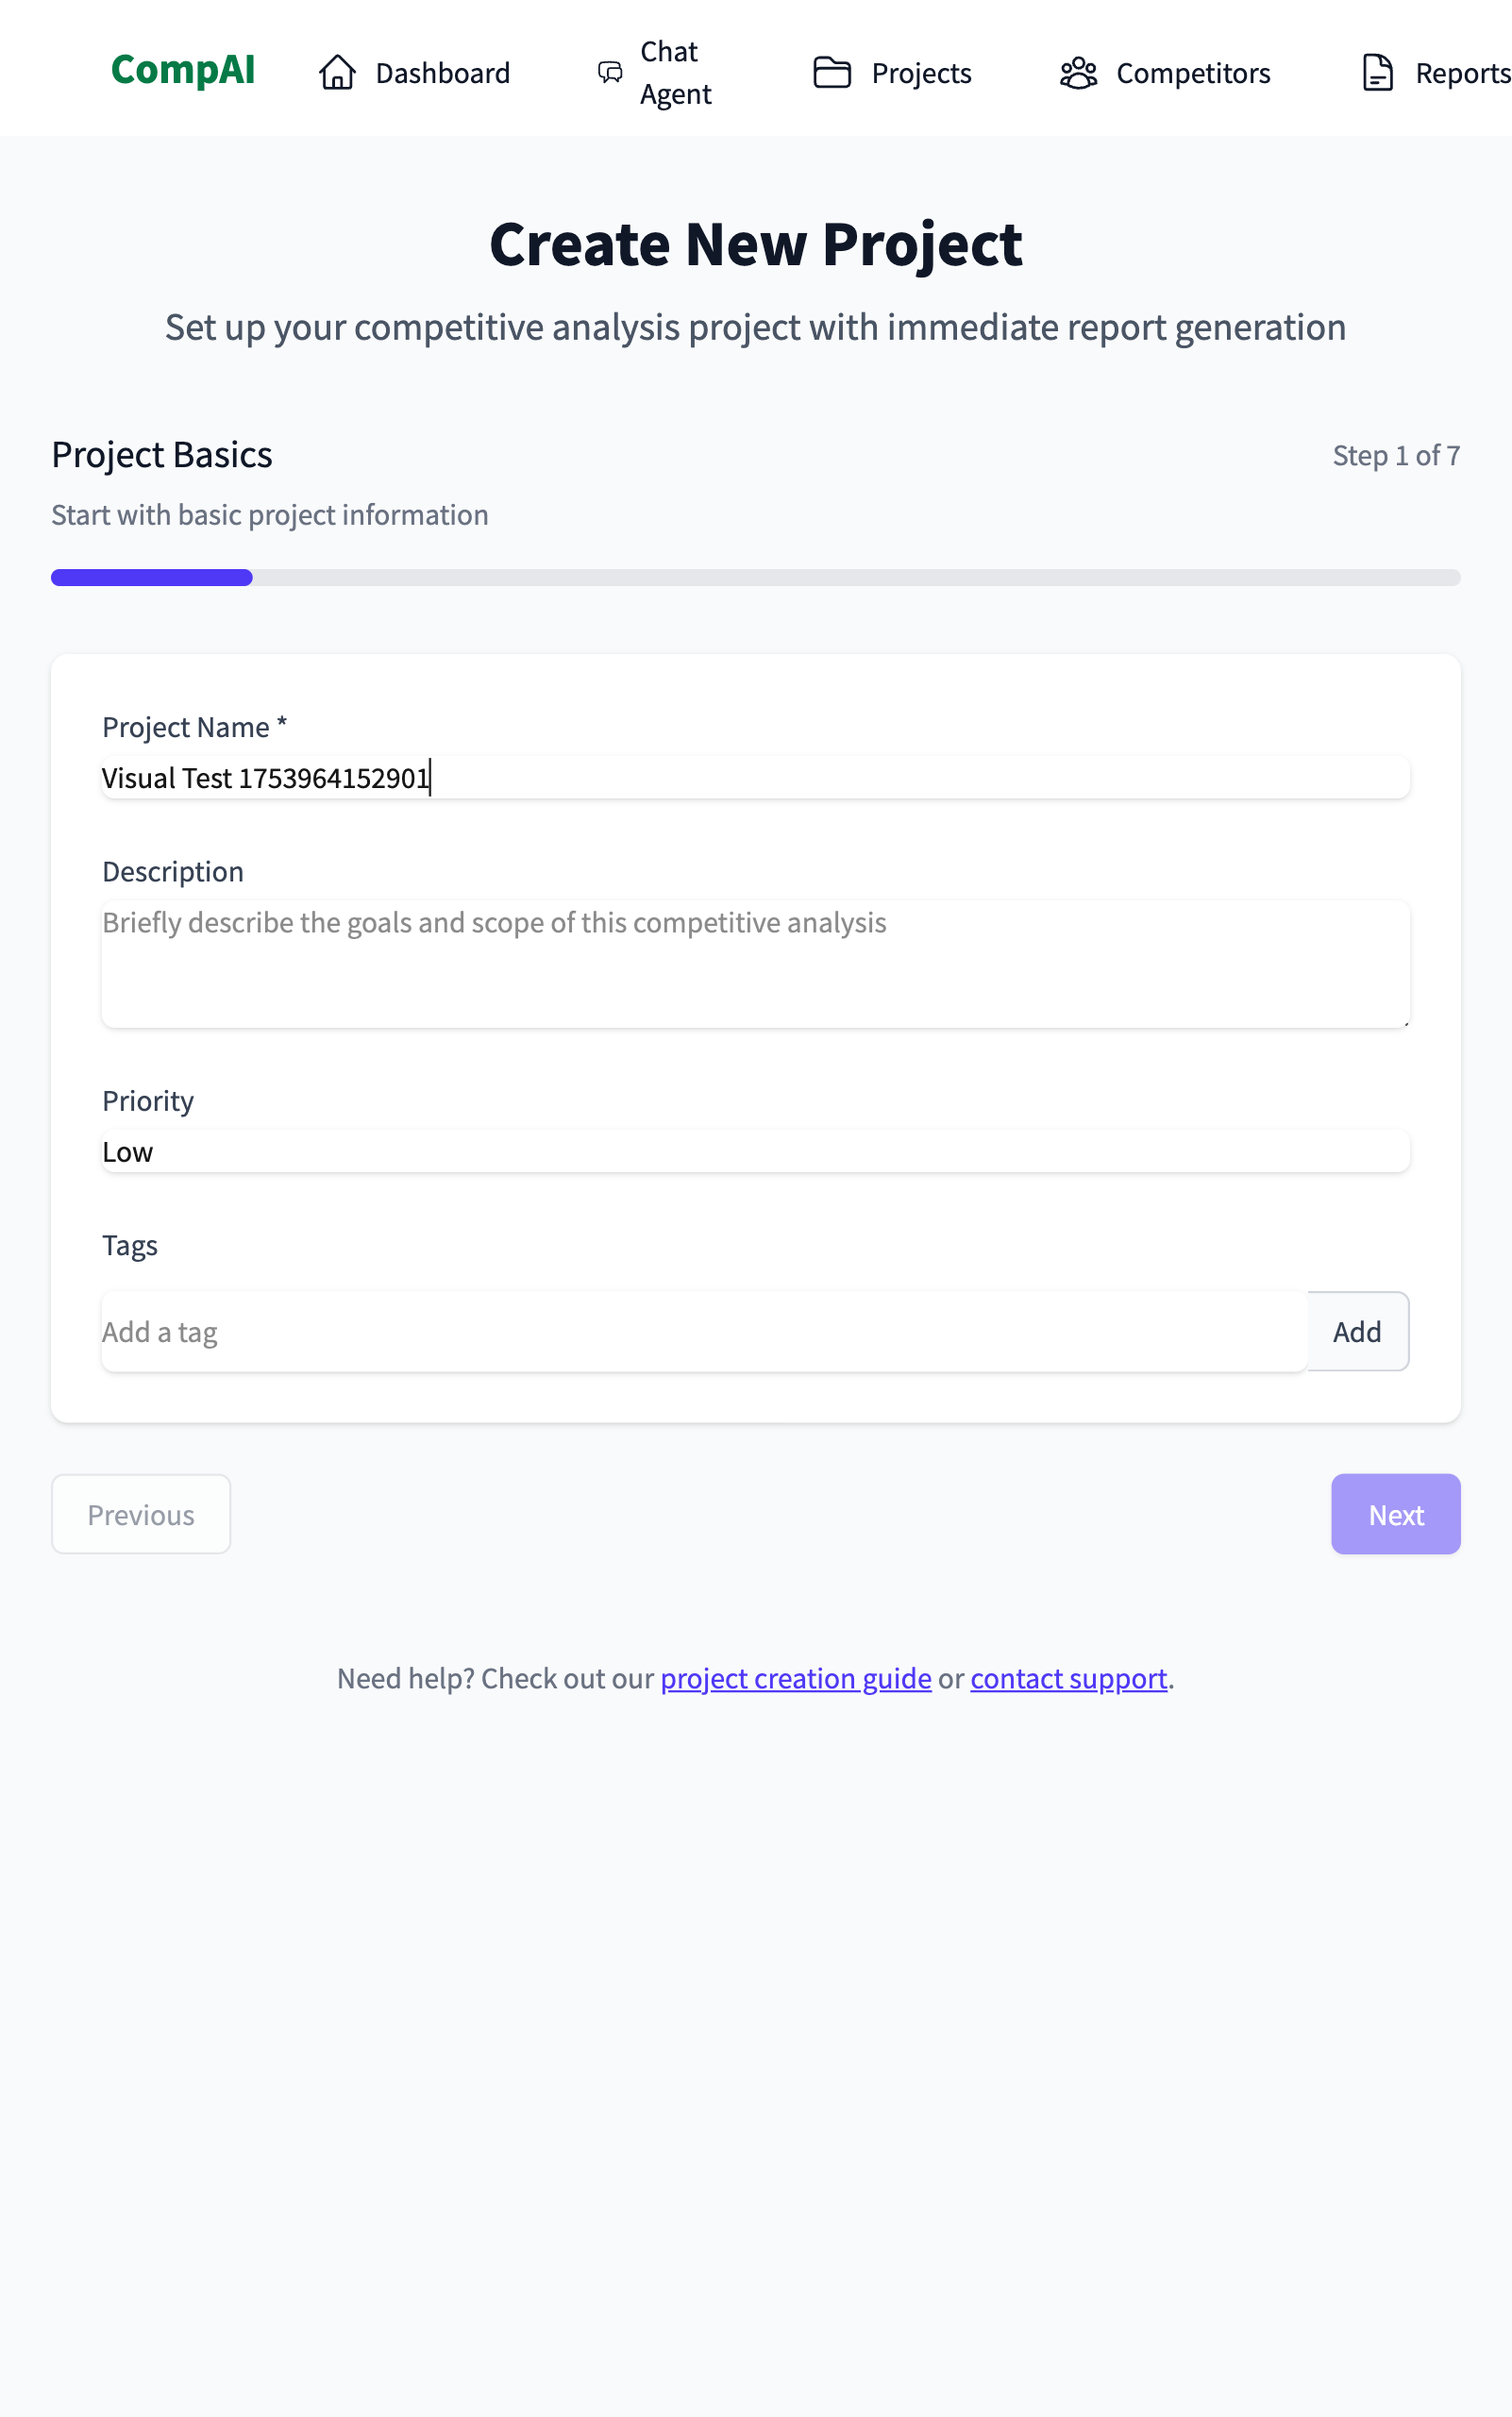 CompAI
Dashboard
Chat
Agent
Projects
Competitors
Reports
Create New Project
Set up your competitive analysis project with immediate report generation
Project Basics
Step 1 of 7
Start with basic project information
Project Name *
Visual Test 1753964152901
Description
Briefly describe the goals and scope of this competitive analysis
Priority
Low
Tags
Add a tag
Add
Previous
Next
Need help? Check out our project creation guide or contact support.